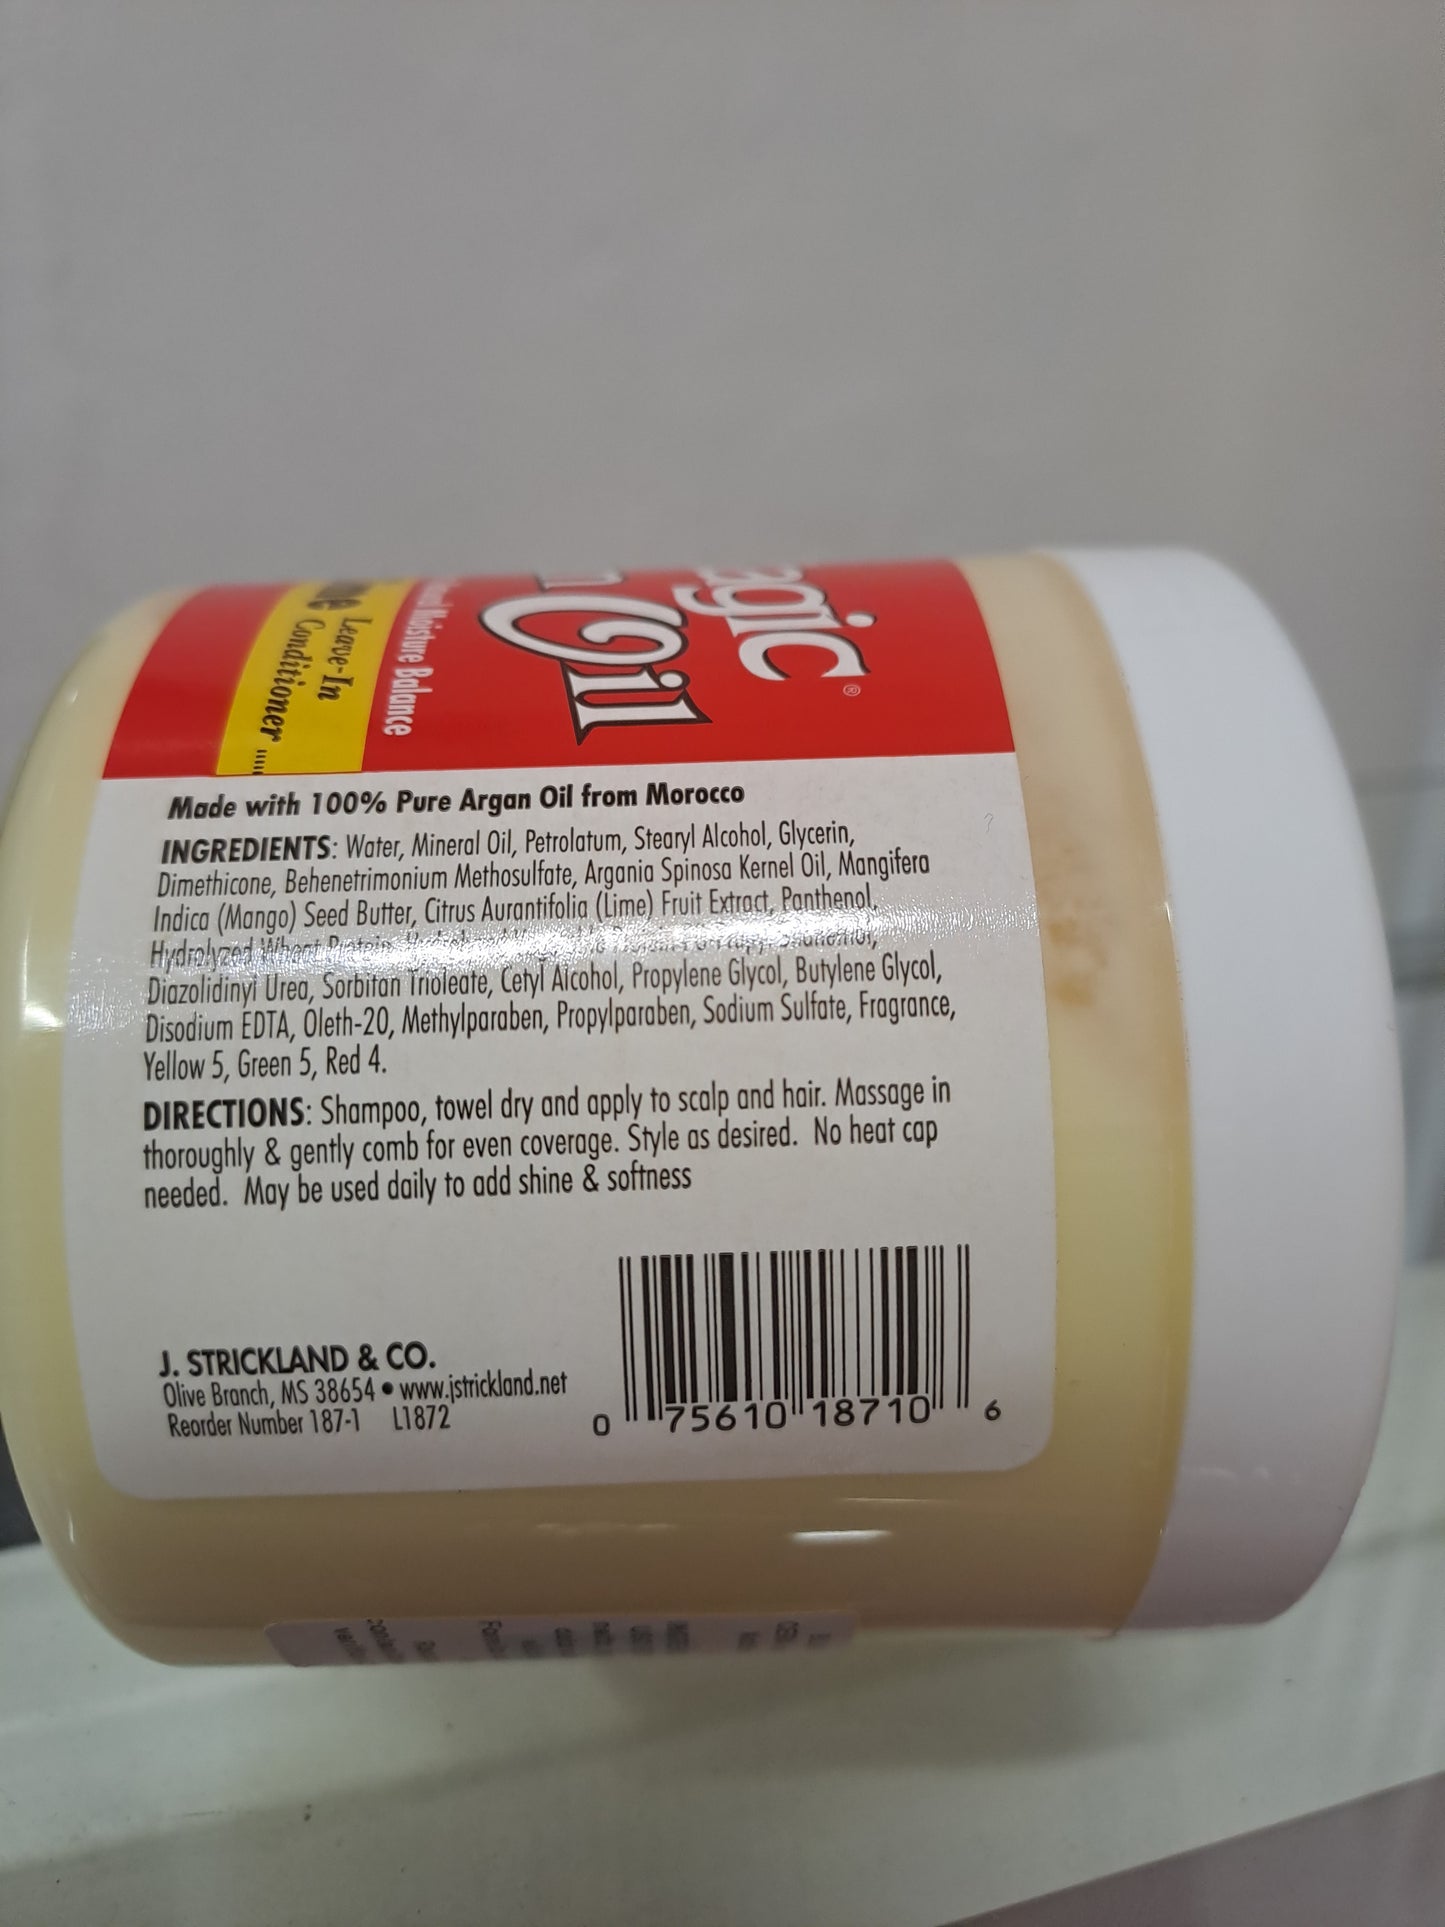 agic®
n Oil
Moisture Balance
Leave-In
Conditioner
Made with 100% Pure Argan Oil from Morocco
INGREDIENTS: Water, Mineral Oil, Petrolatum, Stearyl Alcohol, Glycerin,
Dimethicone, Behenetrimonium Methosulfate, Argania Spinosa Kernel Oil, Mangifera
Indica (Mango) Seed Butter, Citrus Aurantifolia (Lime) Fruit Extract, Panthenol,
Hydrolyzed Wheat Protein,
Diazolidinyl Urea, Sorbitan Trioleate, Cetyl Alcohol, Propylene Glycol, Butylene Glycol,
Disodium EDTA, Oleth-20, Methylparaben, Propylparaben, Sodium Sulfate, Fragrance,
Yellow 5, Green 5, Red 4.
DIRECTIONS: Shampoo, towel dry and apply to scalp and hair. Massage in
thoroughly & gently comb for even coverage. Style as desired. No heat cap
needed. May be used daily to add shine & softness
J. STRICKLAND & CO.
Olive Branch, MS 38654 • www.jstrickland.net
Reorder Number 187-1 L1872
0 75610 18710 6